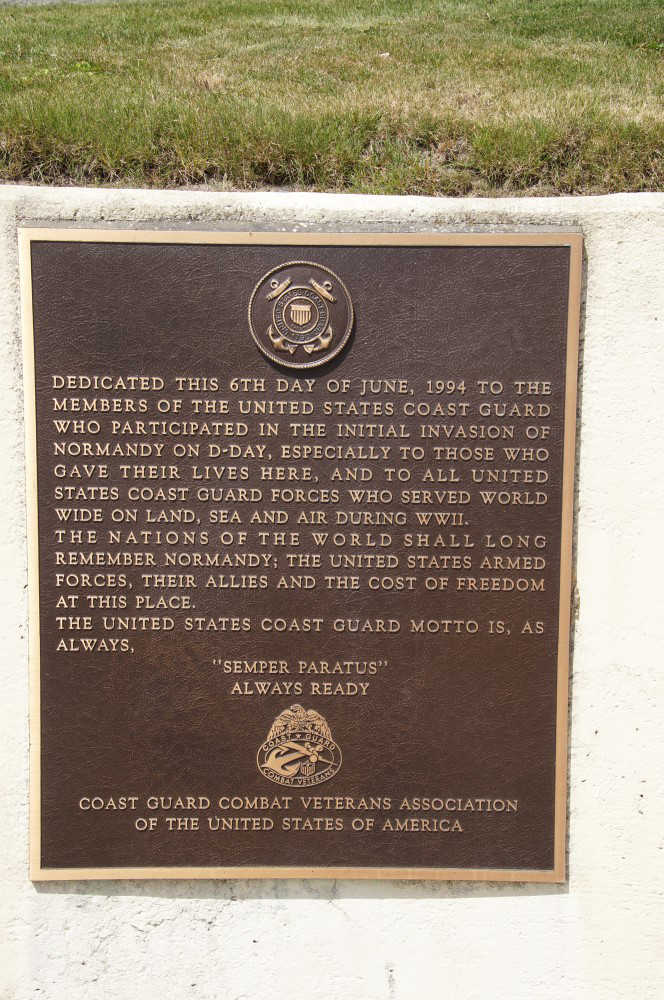 UNITED STATES COAST GUARD
1790
DEDICATED THIS 6TH DAY OF JUNE, 1994 TO THE
MEMBERS OF THE UNITED STATES COAST GUARD
WHO PARTICIPATED IN THE INITIAL INVASION OF
NORMANDY ON D-DAY, ESPECIALLY TO THOSE WHO
GAVE THEIR LIVES HERE, AND TO ALL UNITED
STATES COAST GUARD FORCES WHO SERVED WORLD
WIDE ON LAND, SEA AND AIR DURING WWII.
THE NATIONS OF THE WORLD SHALL LONG
REMEMBER NORMANDY; THE UNITED STATES ARMED
FORCES, THEIR ALLIES AND THE COST OF FREEDOM
AT THIS PLACE.
THE UNITED STATES COAST GUARD MOTTO IS, AS
ALWAYS,
"SEMPER PARATUS"
ALWAYS READY
COAST ★ GUARD
COMBAT VETERANS
COAST GUARD COMBAT VETERANS ASSOCIATION
OF THE UNITED STATES OF AMERICA